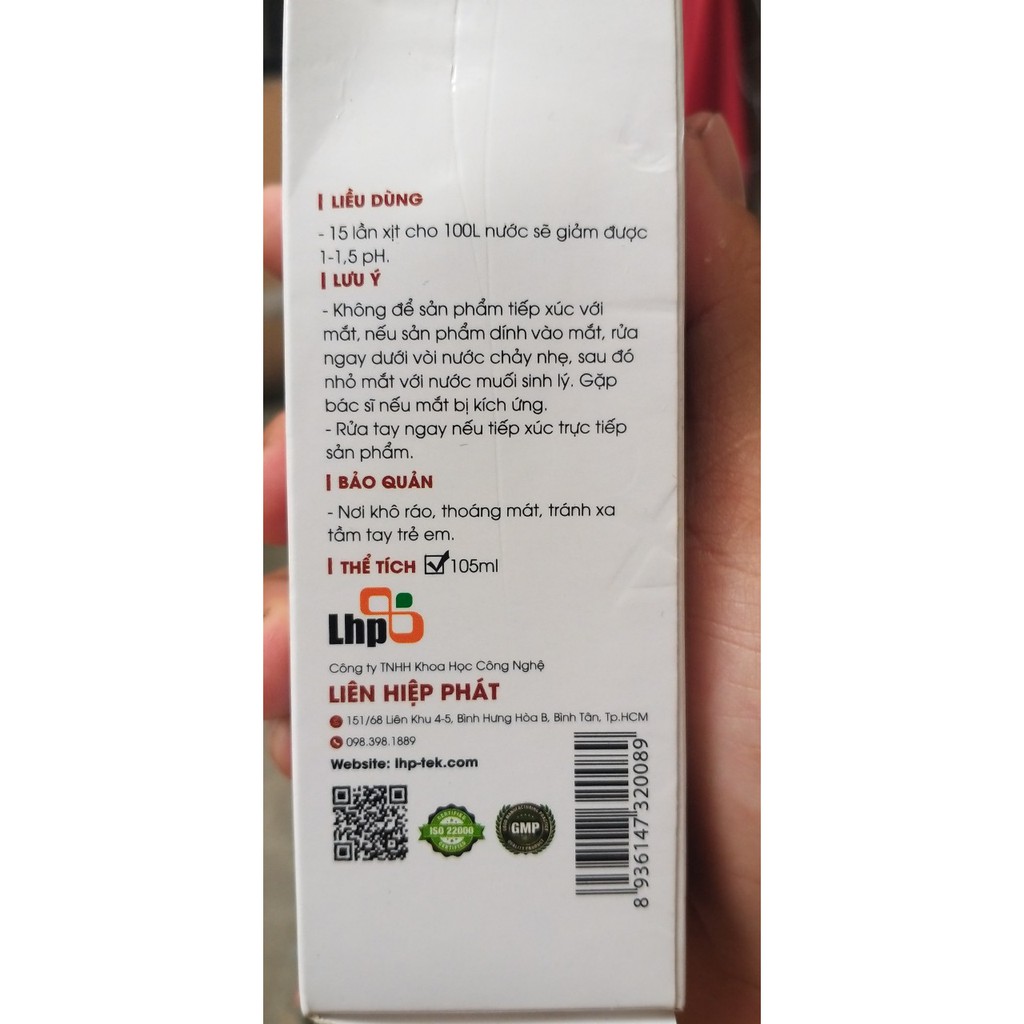 LIỀU DÙNG
- 15 lần xịt cho 100L nước sẽ giảm được
1-1,5 pH.
LƯU Ý
- Không để sản phẩm tiếp xúc với
mắt, nếu sản phẩm dính vào mắt, rửa
ngay dưới vòi nước chảy nhẹ, sau đó
nhỏ mắt với nước muối sinh lý. Gặp
bác sĩ nếu mắt bị kích ứng.
- Rửa tay ngay nếu tiếp xúc trực tiếp
sản phẩm.
BẢO QUẢN
- Nơi khô ráo, thoáng mát, tránh xa
tầm tay trẻ em.
THỂ TÍCH 105ml
Lhp
Công ty TNHH Khoa Học Công Nghệ
LIÊN HIỆP PHÁT
151/68 Liên Khu 4-5, Bình Hưng Hòa B, Bình Tân, Tp.HCM
098.398.1889
Website: lhp-tek.com
CERTIFIED
ISO 22000
CERTIFIED
GMP
8936147320089